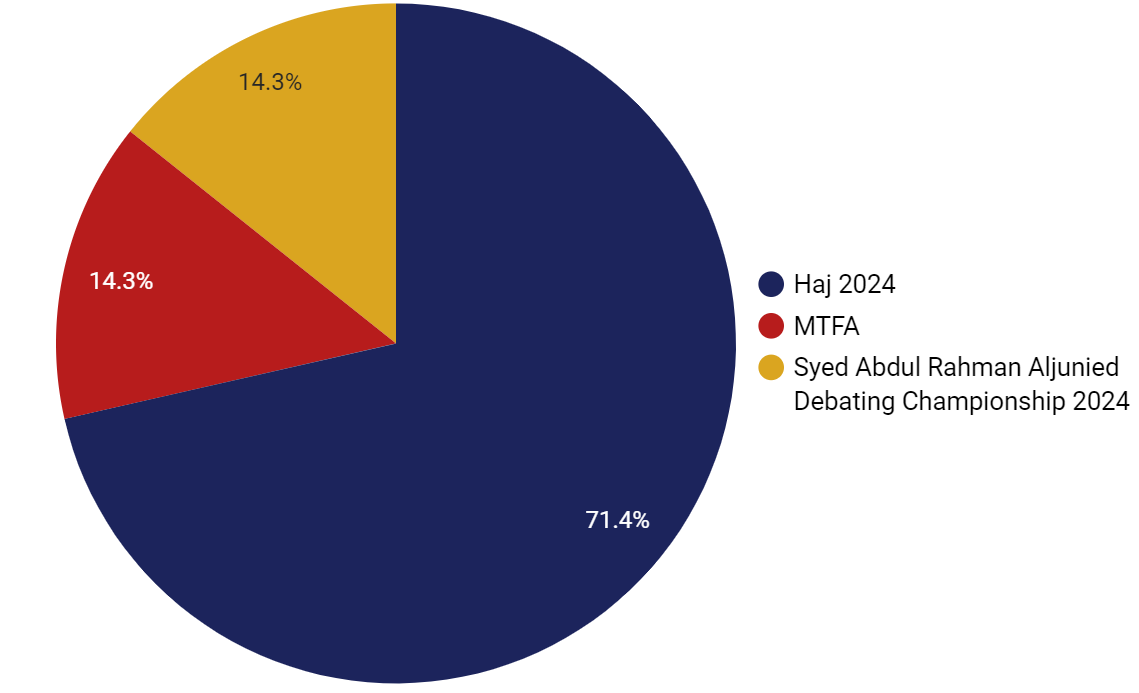 14.3%
14.3%
71.4%
Haj 2024
MTFA
Syed Abdul Rahman Aljunied
Debating Championship 2024